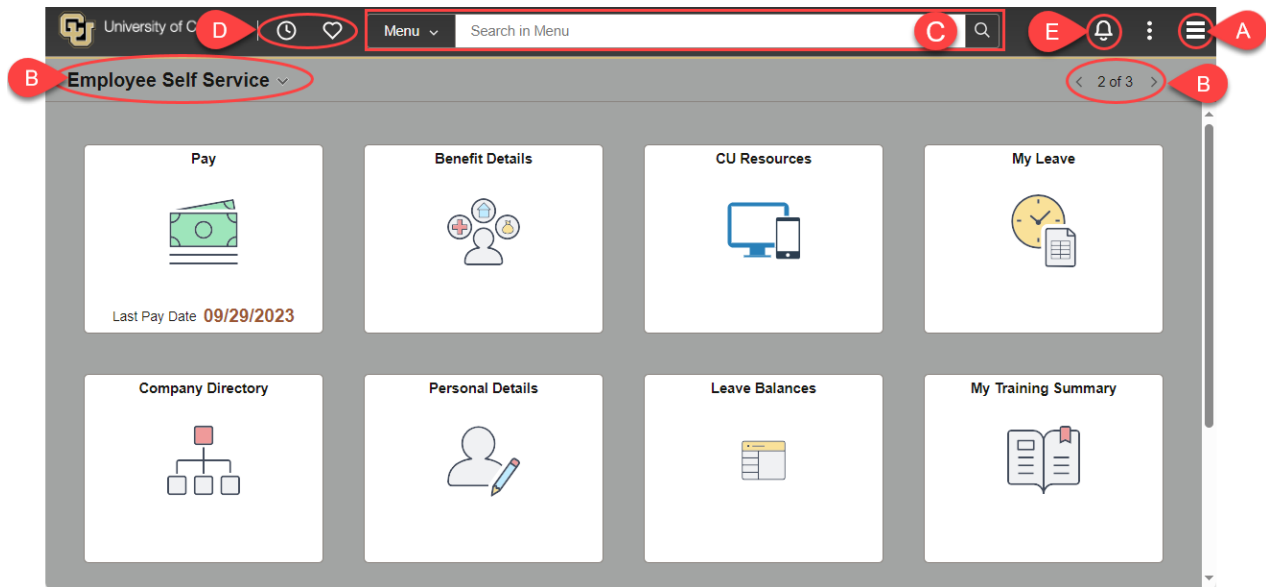 University of C
D
Menu
Search in Menu
C
E
A
B
Employee Self Service
2 of 3
B
Pay
Benefit Details
CU Resources
My Leave
Last Pay Date 09/29/2023
Company Directory
Personal Details
Leave Balances
My Training Summary